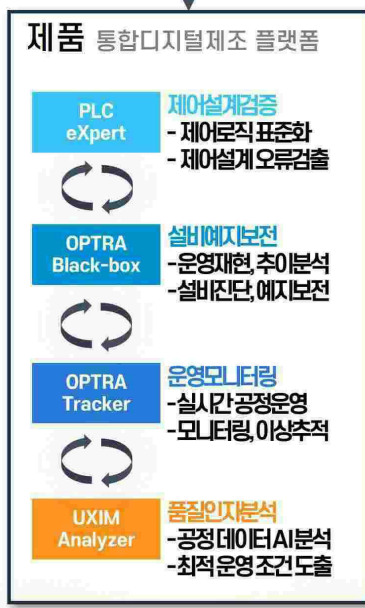 제품 통합디지털제조 플랫폼
PLC
eXpert
제어설계검증
- 제어로직 표준화
- 제어설계 오류검출
OPTRA
Black-box
설비예지보전
-운영재현, 추이분석
-설비진단, 예지보전
OPTRA
Tracker
운영모니터링
-실시간 공정운영
-모니터링, 이상추적
UXIM
Analyzer
품질인지분석
-공정 데이터 AI 분석
-최적 운영 조건 도출